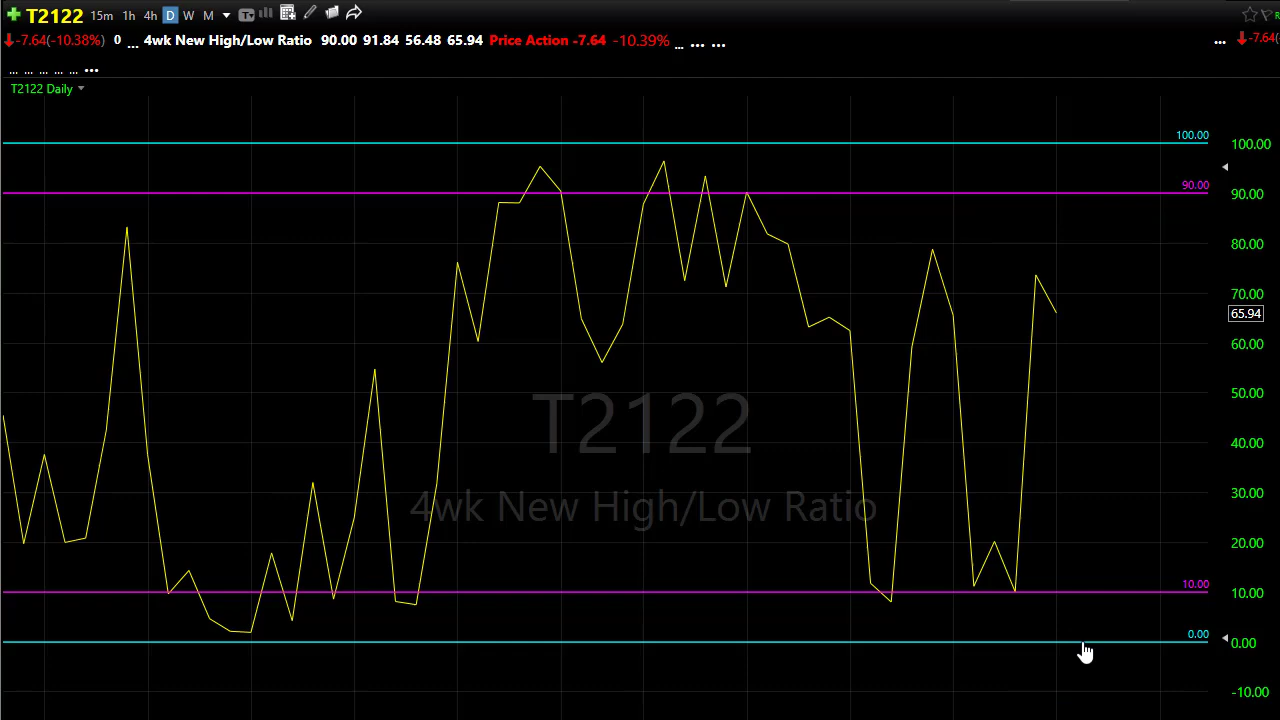 T2122 15m 1h 4h D W M
-7.64(-10.38%) 0 ... 4wk New High/Low Ratio 90.00 91.84 56.48 65.94 Price Action -7.64 -10.39% ... ... ... ... -7.64(
... ... ... ... ... ...
T2122 Daily
100.00 100.00
90.00 90.00
80.00
70.00
65.94
60.00
50.00
T2122
40.00
30.00
4wk New High/Low Ratio
20.00
10.00 10.00
0.00 0.00
-10.00